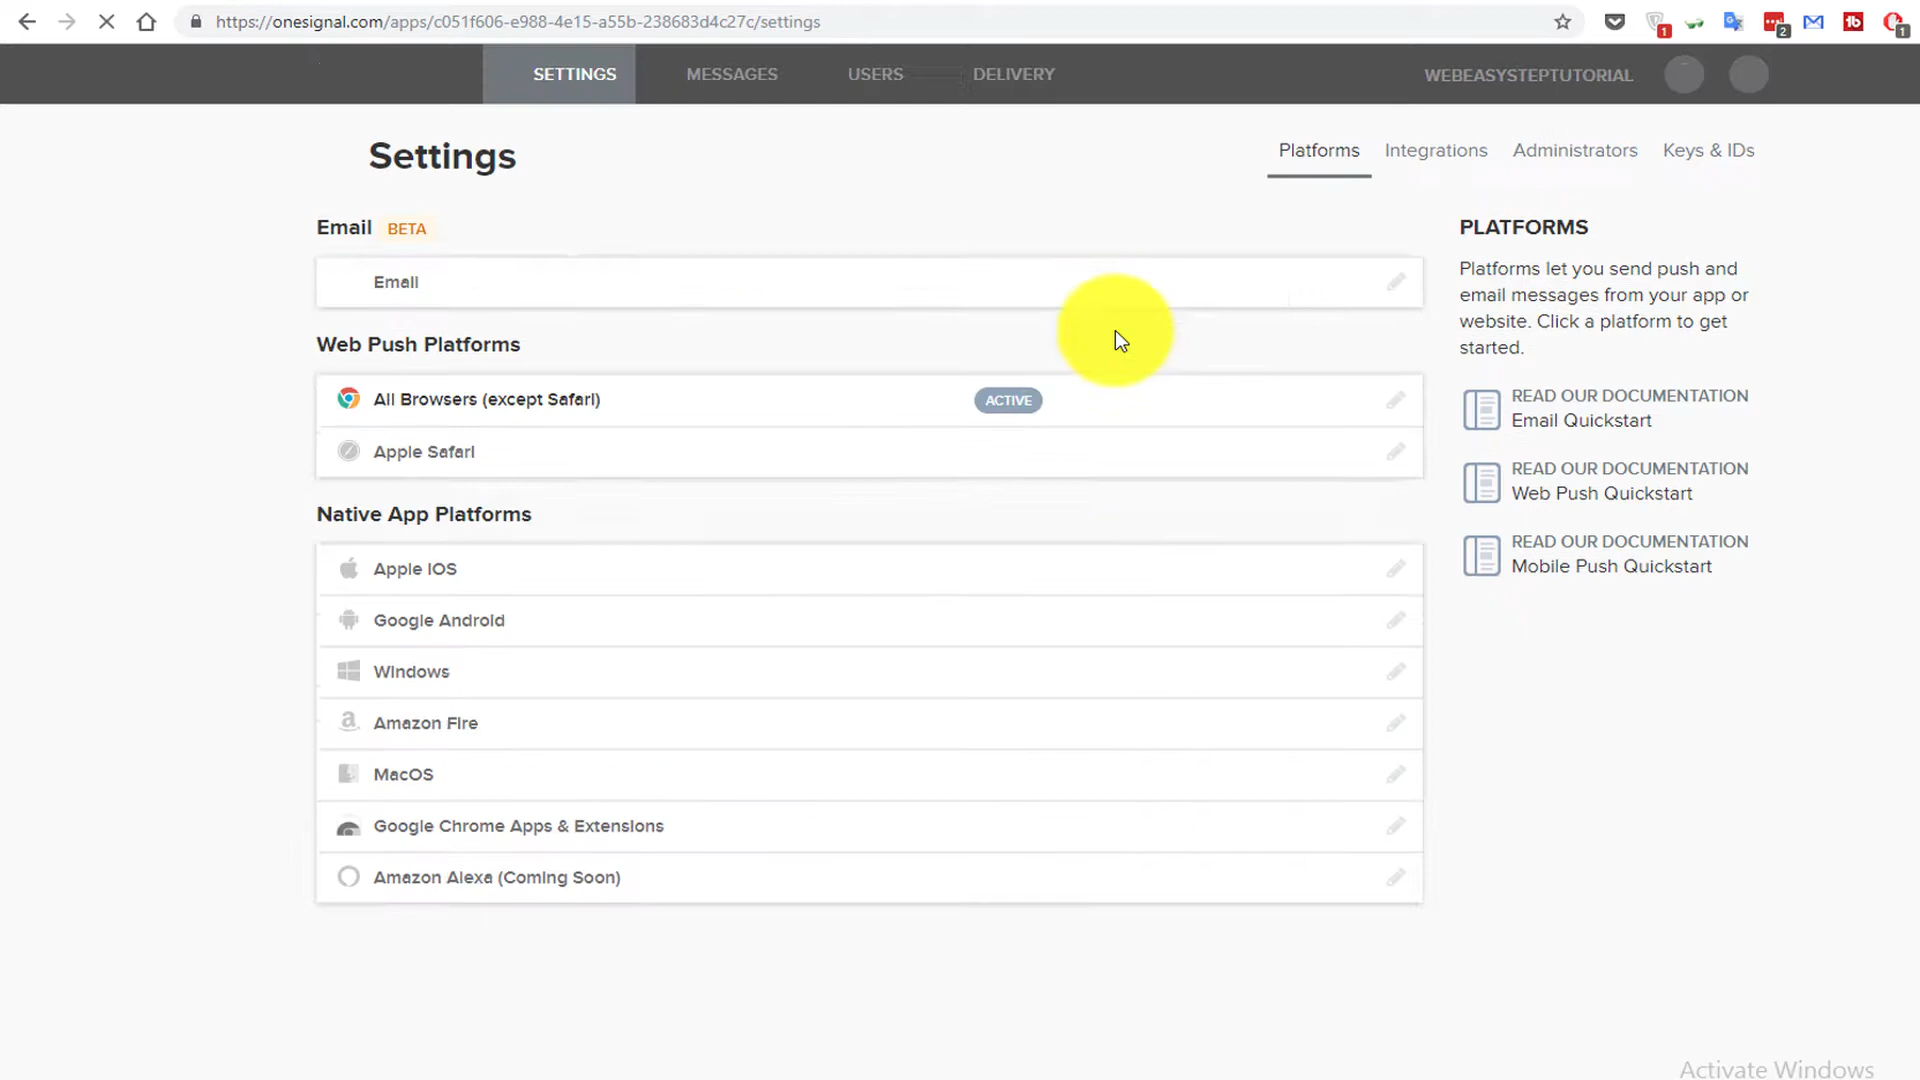 https://onesignal.com/apps/c051f606-e988-4e15-a55b-238683d4c27c/settings
1
2
1
SETTINGS MESSAGES USERS DELIVERY WEBEASYSTEPTUTORIAL
Settings
Platforms Integrations Administrators Keys & IDs
Email BETA
Email
Web Push Platforms
All Browsers (except Safari) ACTIVE
Apple Safari
Native App Platforms
Apple iOS
Google Android
Windows
Amazon Fire
MacOS
Google Chrome Apps & Extensions
Amazon Alexa (Coming Soon)
PLATFORMS
Platforms let you send push and
email messages from your app or
website. Click a platform to get
started.
READ OUR DOCUMENTATION
Email Quickstart
READ OUR DOCUMENTATION
Web Push Quickstart
READ OUR DOCUMENTATION
Mobile Push Quickstart
Activate Windows